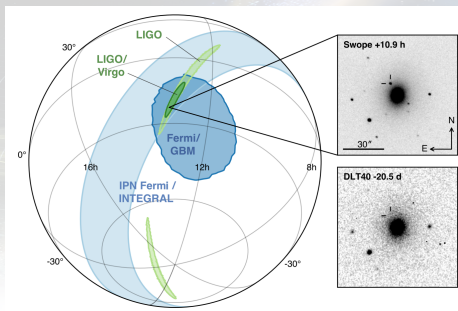 LIGO
LIGO/
Virgo
Fermi/
GBM
IPN Fermi /
INTEGRAL
16h
12h
8h
30°
30°
0°
-30°
-30°
Swope +10.9 h
30"
N
E
DLT40 -20.5 d